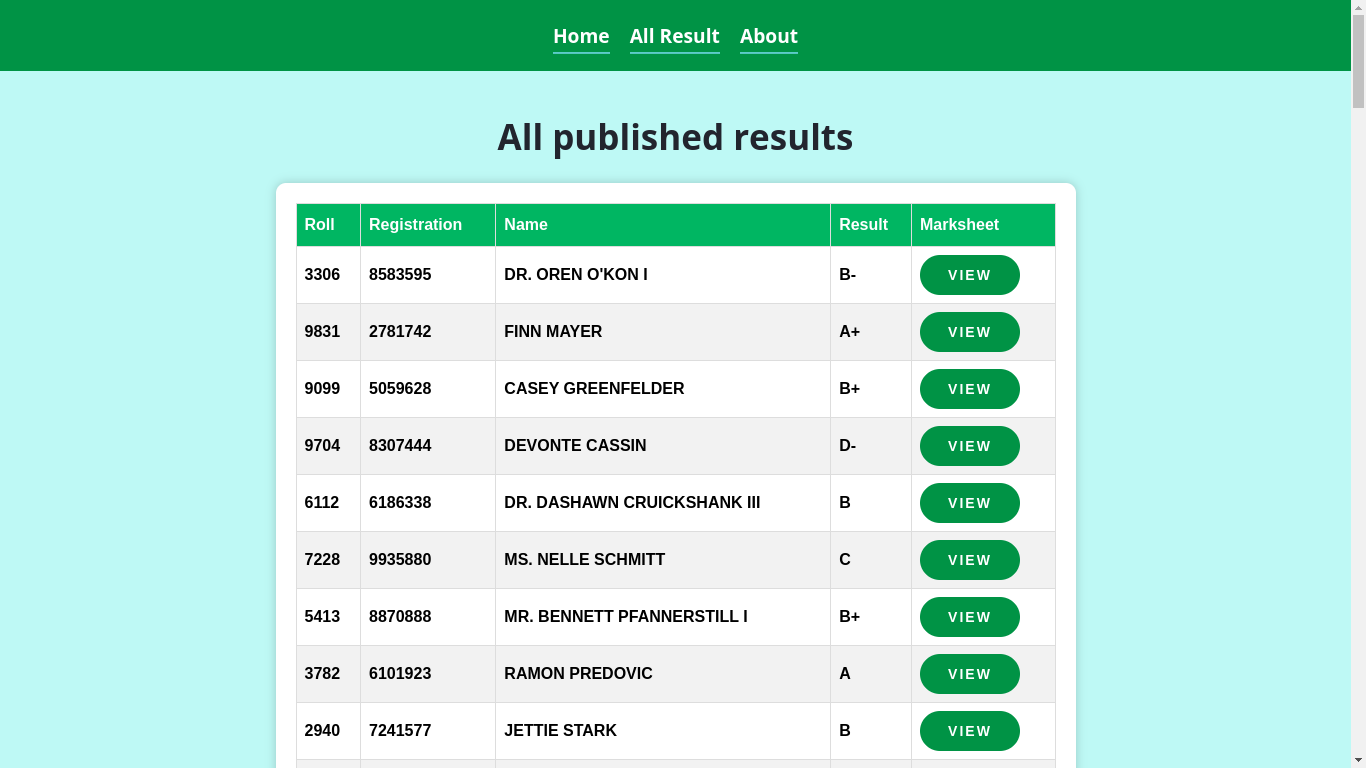 Home All Result About
All published results
Roll Registration Name Result Marksheet
3306 8583595 DR. OREN O'KON I B- VIEW
9831 2781742 FINN MAYER A+ VIEW
9099 5059628 CASEY GREENFELDER B+ VIEW
9704 8307444 DEVONTE CASSIN D- VIEW
6112 6186338 DR. DASHAWN CRUICKSHANK III B VIEW
7228 9935880 MS. NELLE SCHMITT C VIEW
5413 8870888 MR. BENNETT PFANNERSTILL I B+ VIEW
3782 6101923 RAMON PREDOVIC A VIEW
2940 7241577 JETTIE STARK B VIEW